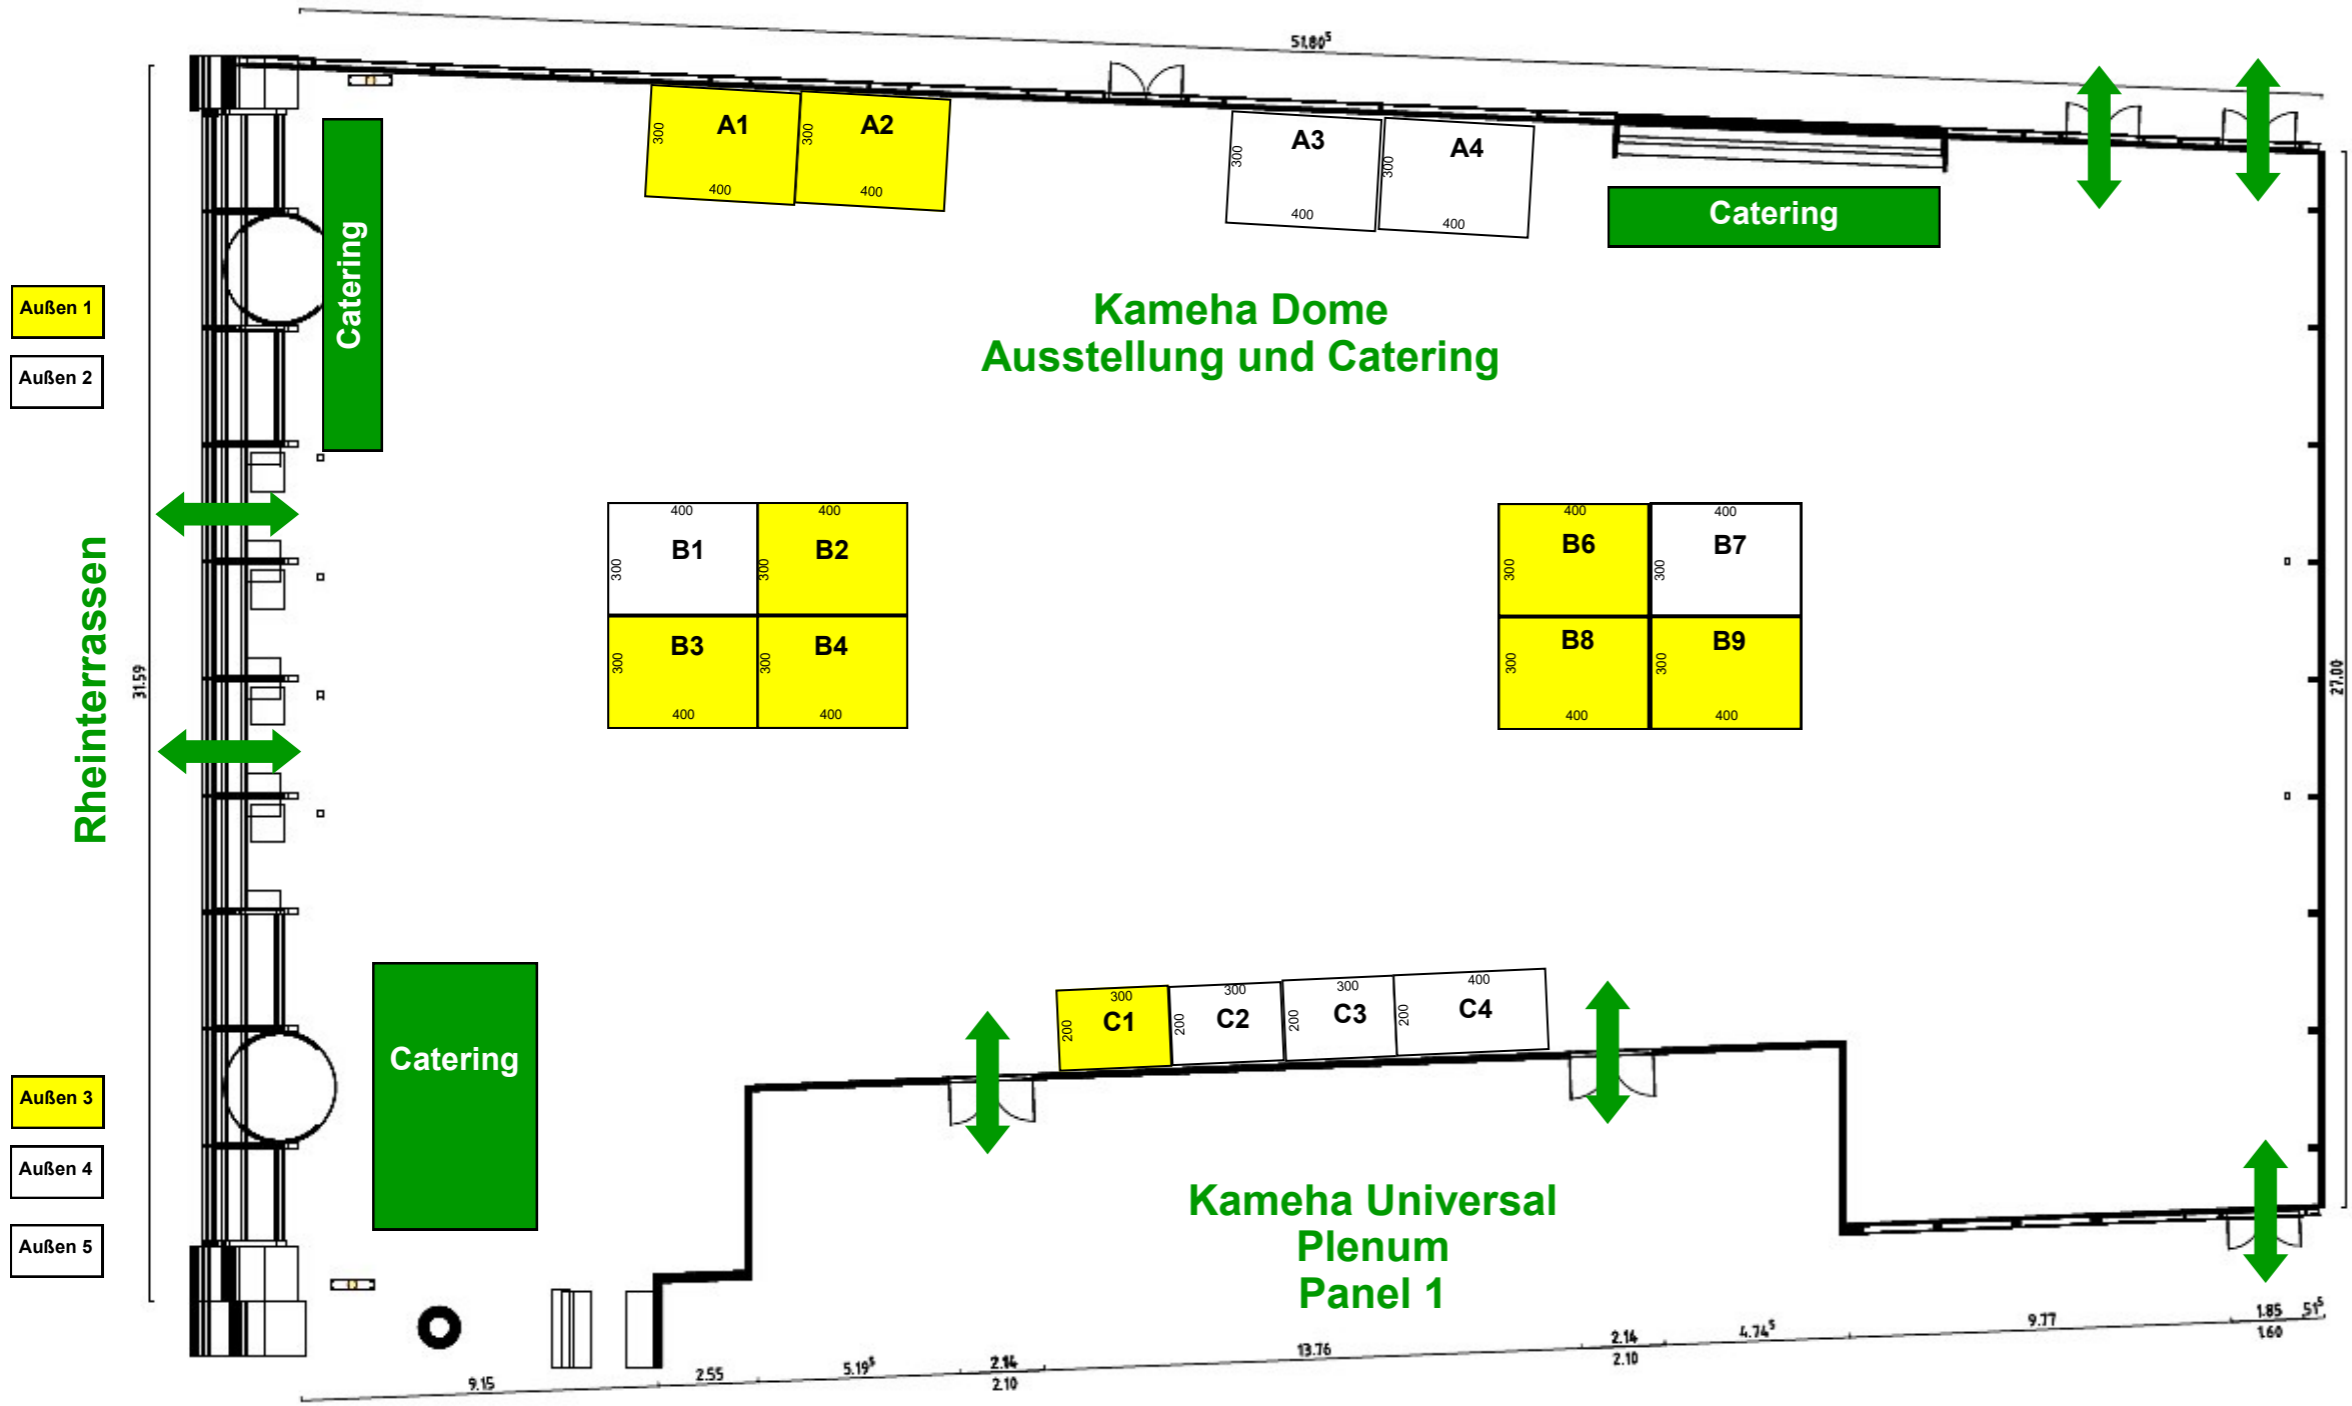 51.80⁵
A1
300
400
A2
300
400
A3
300
400
A4
300
400
Catering
Catering
Kameha Dome
Ausstellung und Catering
Außen 1
Außen 2
Rheinterrassen
31.59
27.00
400
B1
300
400
B2
300
B3
300
400
B4
300
400
400
B6
300
400
B7
300
B8
300
400
B9
300
400
300
C1
200
300
C2
200
300
C3
200
400
C4
200
Catering
Außen 3
Außen 4
Außen 5
Kameha Universal
Plenum
Panel 1
9.15
2.55
5.19⁵
2.14
2.10
13.76
2.14
2.10
4.74⁵
9.77
1.85
1.60
.51⁵